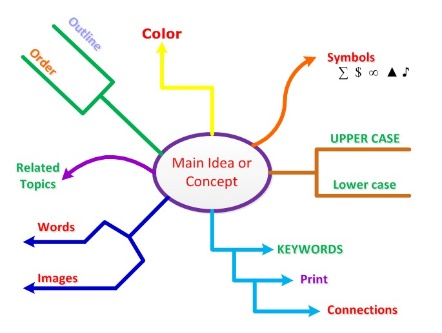 Outline
Order
Color
Symbols
∑ $ ∞ ▲ ♪
UPPER CASE
Lower case
Main Idea or
Concept
Related
Topics
Words
Images
KEYWORDS
Print
Connections